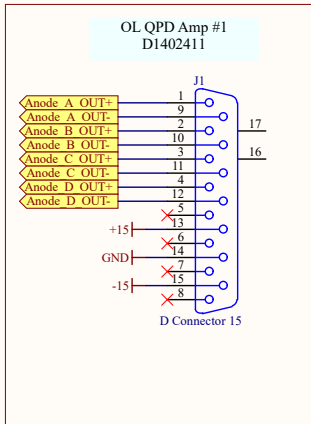 OL QPD Amp #1
D1402411
J1
Anode_A_OUT+ 1
Anode_A_OUT- 9
Anode_B_OUT+ 2 17
Anode_B_OUT- 10
Anode_C_OUT+ 3 16
Anode_C_OUT- 11
Anode_D_OUT+ 4
Anode_D_OUT- 12
5
+15 13
6
GND 14
7
-15 15
8
D Connector 15